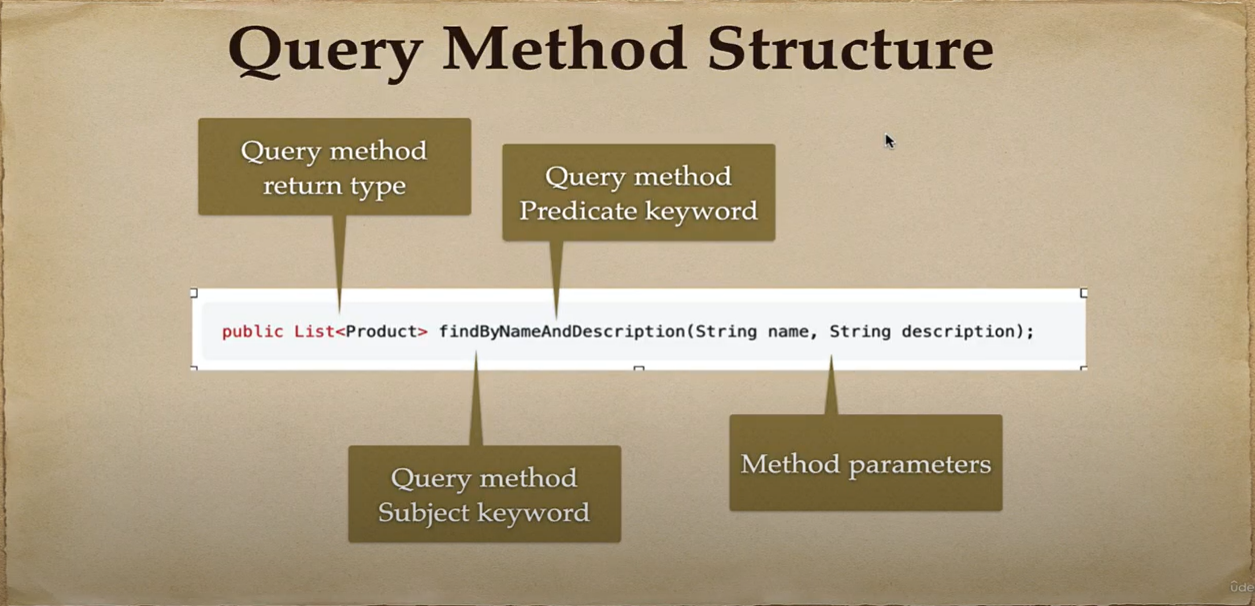 Query Method Structure
Query method
return type
Query method
Predicate keyword
public List<Product> findByNameAndDescription(String name, String description);
Query method
Subject keyword
Method parameters